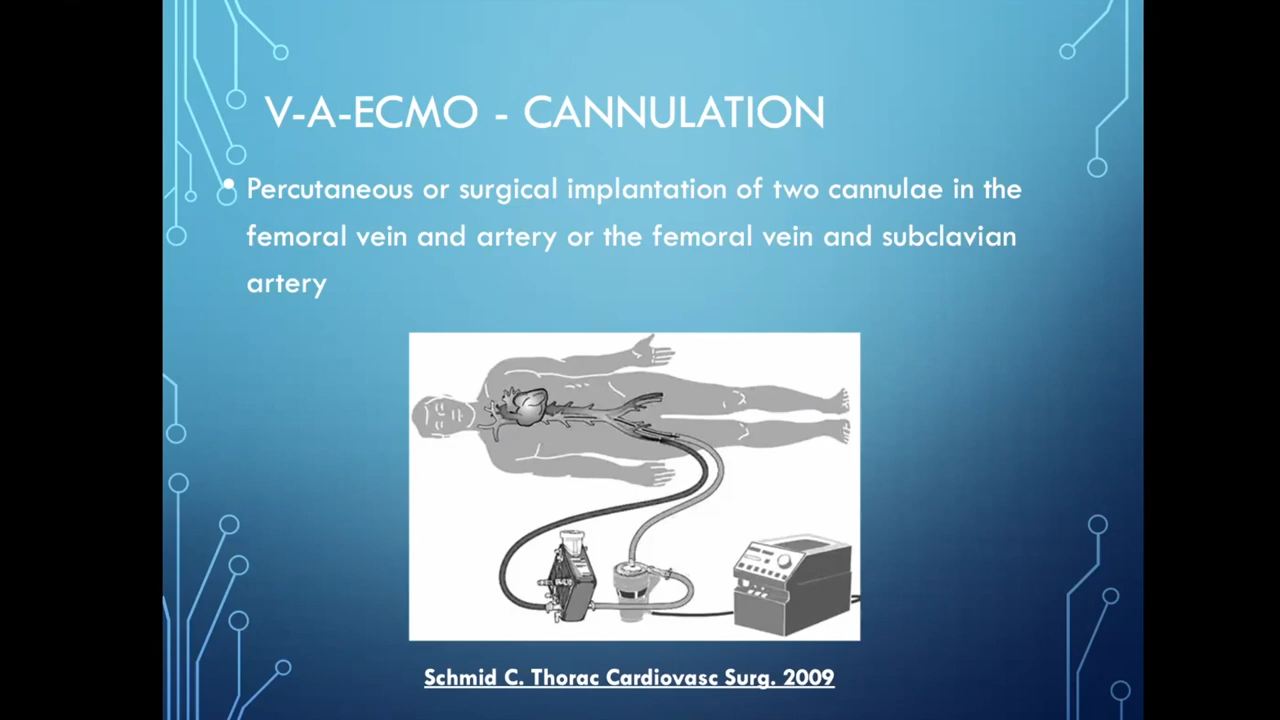 V-A-ECMO - CANNULATION
• Percutaneous or surgical implantation of two cannulae in the
femoral vein and artery or the femoral vein and subclavian
artery
Schmid C. Thorac Cardiovasc Surg. 2009